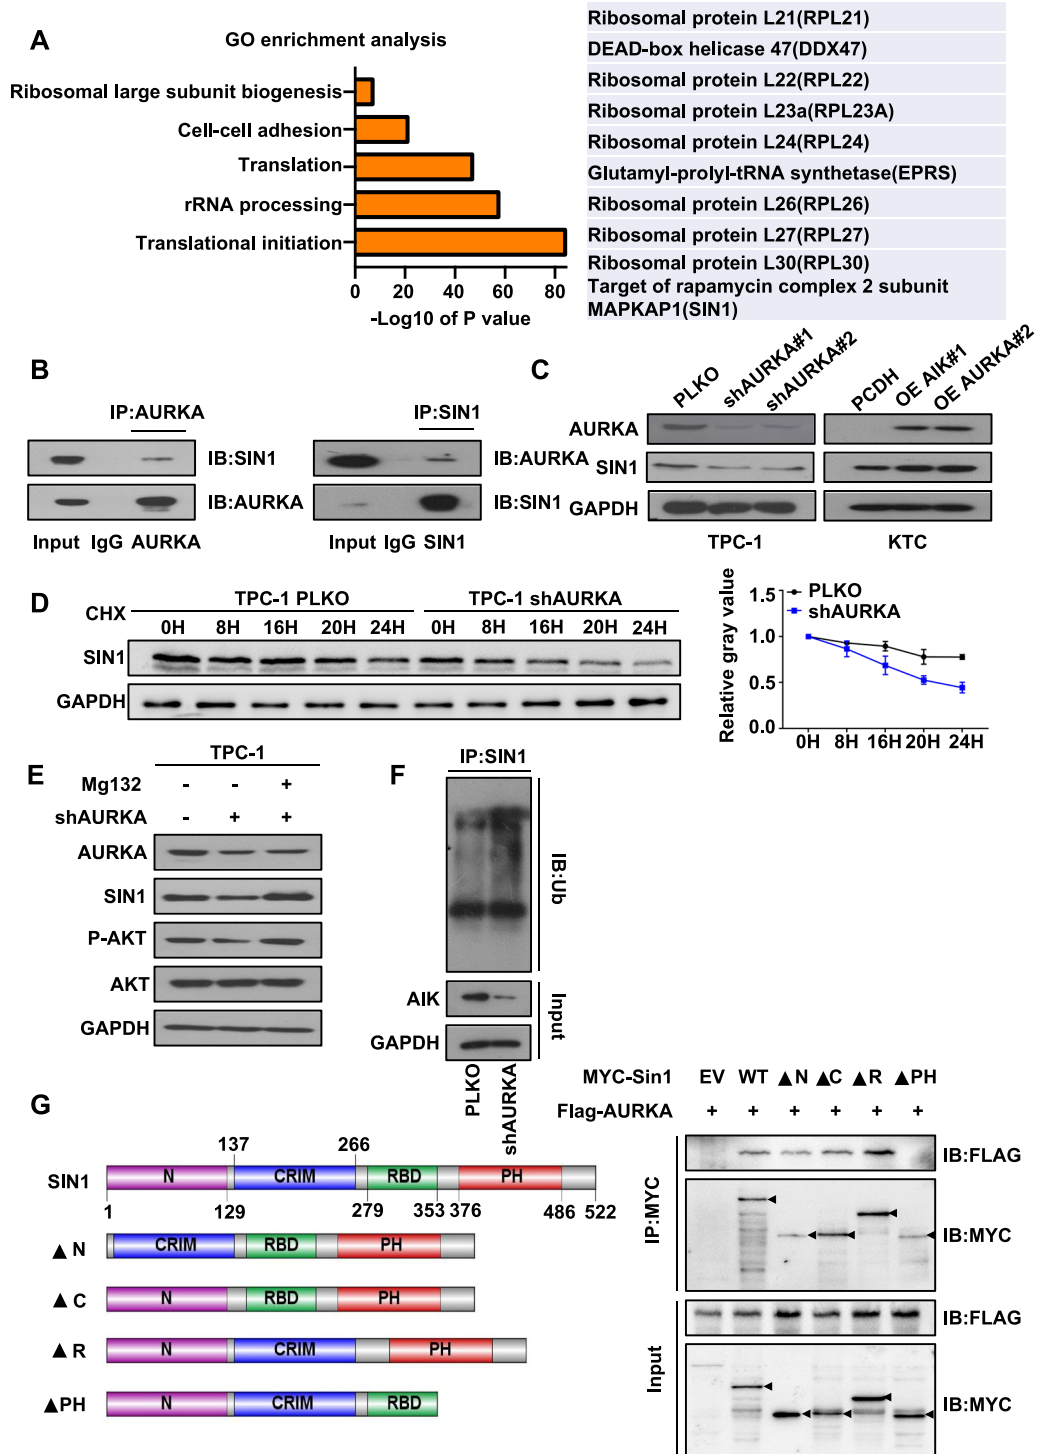 A
GO enrichment analysis
Ribosomal large subunit biogenesis
Cell-cell adhesion
Translation
rRNA processing
Translational initiation
0 20 40 60 80
-Log10 of P value
Ribosomal protein L21(RPL21)
DEAD-box helicase 47(DDX47)
Ribosomal protein L22(RPL22)
Ribosomal protein L23a(RPL23A)
Ribosomal protein L24(RPL24)
Glutamyl-prolyl-tRNA synthetase(EPRS)
Ribosomal protein L26(RPL26)
Ribosomal protein L27(RPL27)
Ribosomal protein L30(RPL30)
Target of rapamycin complex 2 subunit
MAPKAP1(SIN1)
B
IP:AURKA
IB:SIN1
IB:AURKA
Input IgG AURKA
IP:SIN1
IB:AURKA
IB:SIN1
Input IgG SIN1
C
PLKO shAURKA#1 shAURKA#2
PCDH OE AIK#1 OE AURKA#2
AURKA
SIN1
GAPDH
TPC-1 KTC
D
TPC-1 PLKO TPC-1 shAURKA
CHX
0H 8H 16H 20H 24H 0H 8H 16H 20H 24H
SIN1
GAPDH
Relative gray value
1.5
1.0
0.5
0.0
PLKO
shAURKA
0H 8H 16H 20H 24H
E
TPC-1
Mg132 - - +
shAURKA - + +
AURKA
SIN1
P-AKT
AKT
GAPDH
F
IP:SIN1
IB:Ub
AIK
GAPDH
Input
PLKO shAURKA
G
137 266
SIN1 N CRIM RBD PH
1 129 279 353 376 486 522
▲ N CRIM RBD PH
▲ C N RBD PH
▲ R N CRIM PH
▲PH N CRIM RBD
MYC-Sin1 EV WT ▲N ▲C ▲R ▲PH
Flag-AURKA + + + + + +
IP:MYC
IB:FLAG
IB:MYC
Input
IB:FLAG
IB:MYC